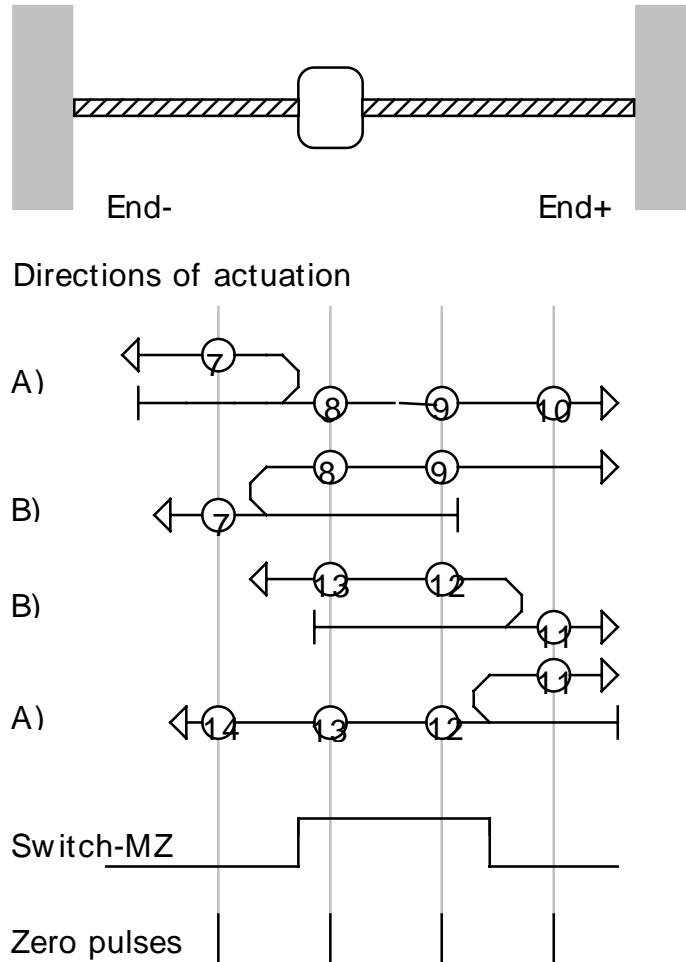 End- End+
Directions of actuation
7
A)
8 9 10
8 9
B)
7
13 12
B)
11
11
A)
14 13 12
Switch-MZ
Zero pulses